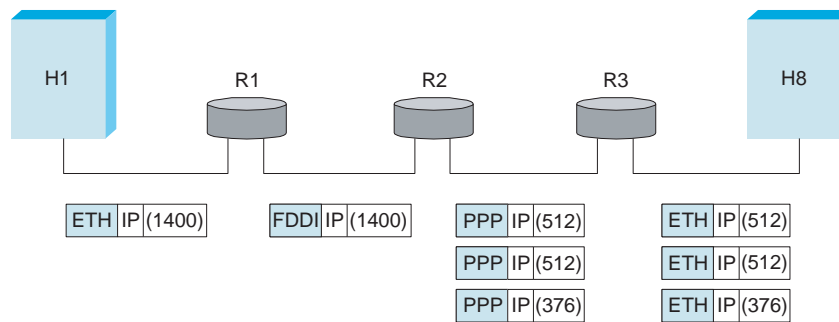 H1 R1 R2 R3 H8
ETH IP (1400) FDDI IP (1400) PPP IP (512) ETH IP (512)
PPP IP (512) ETH IP (512)
PPP IP (376) ETH IP (376)